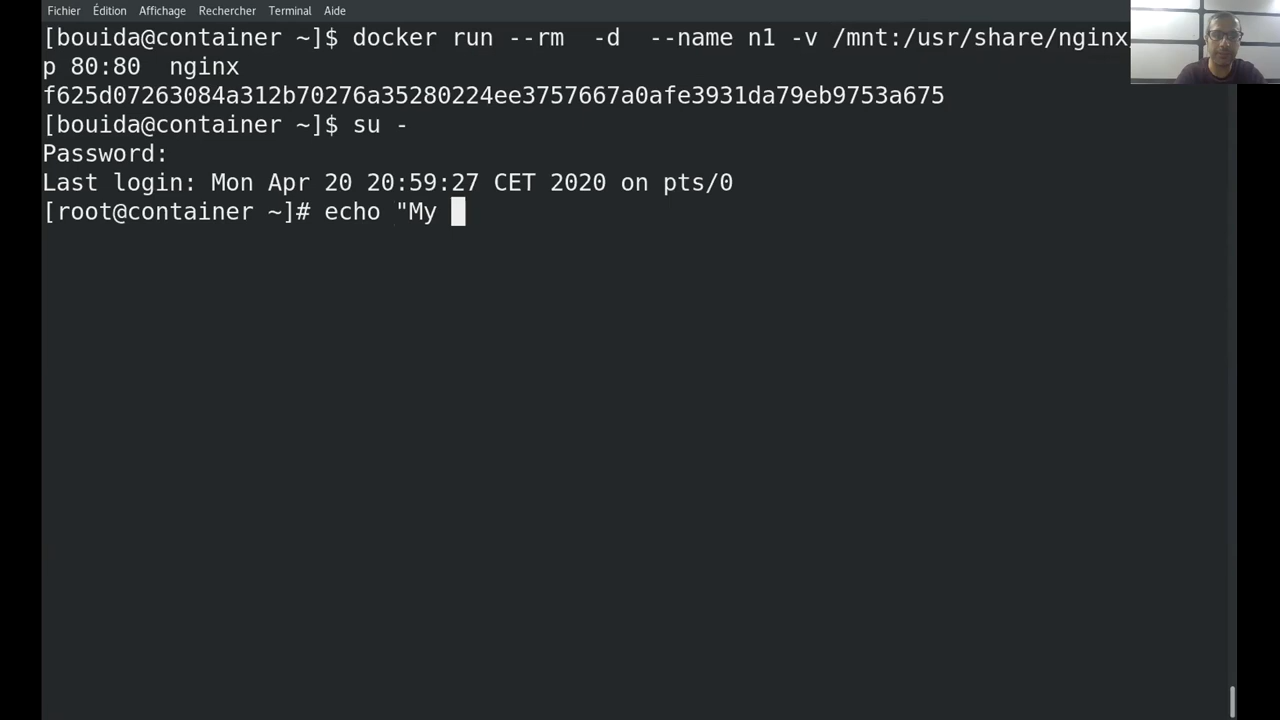 Fichier Édition Affichage Rechercher Terminal Aide
[bouida@container ~]$ docker run --rm  -d  --name n1 -v /mnt:/usr/share/nginx
p 80:80  nginx
f625d07263084a312b70276a35280224ee3757667a0afe3931da79eb9753a675
[bouida@container ~]$ su -
Password:
Last login: Mon Apr 20 20:59:27 CET 2020 on pts/0
[root@container ~]# echo "My